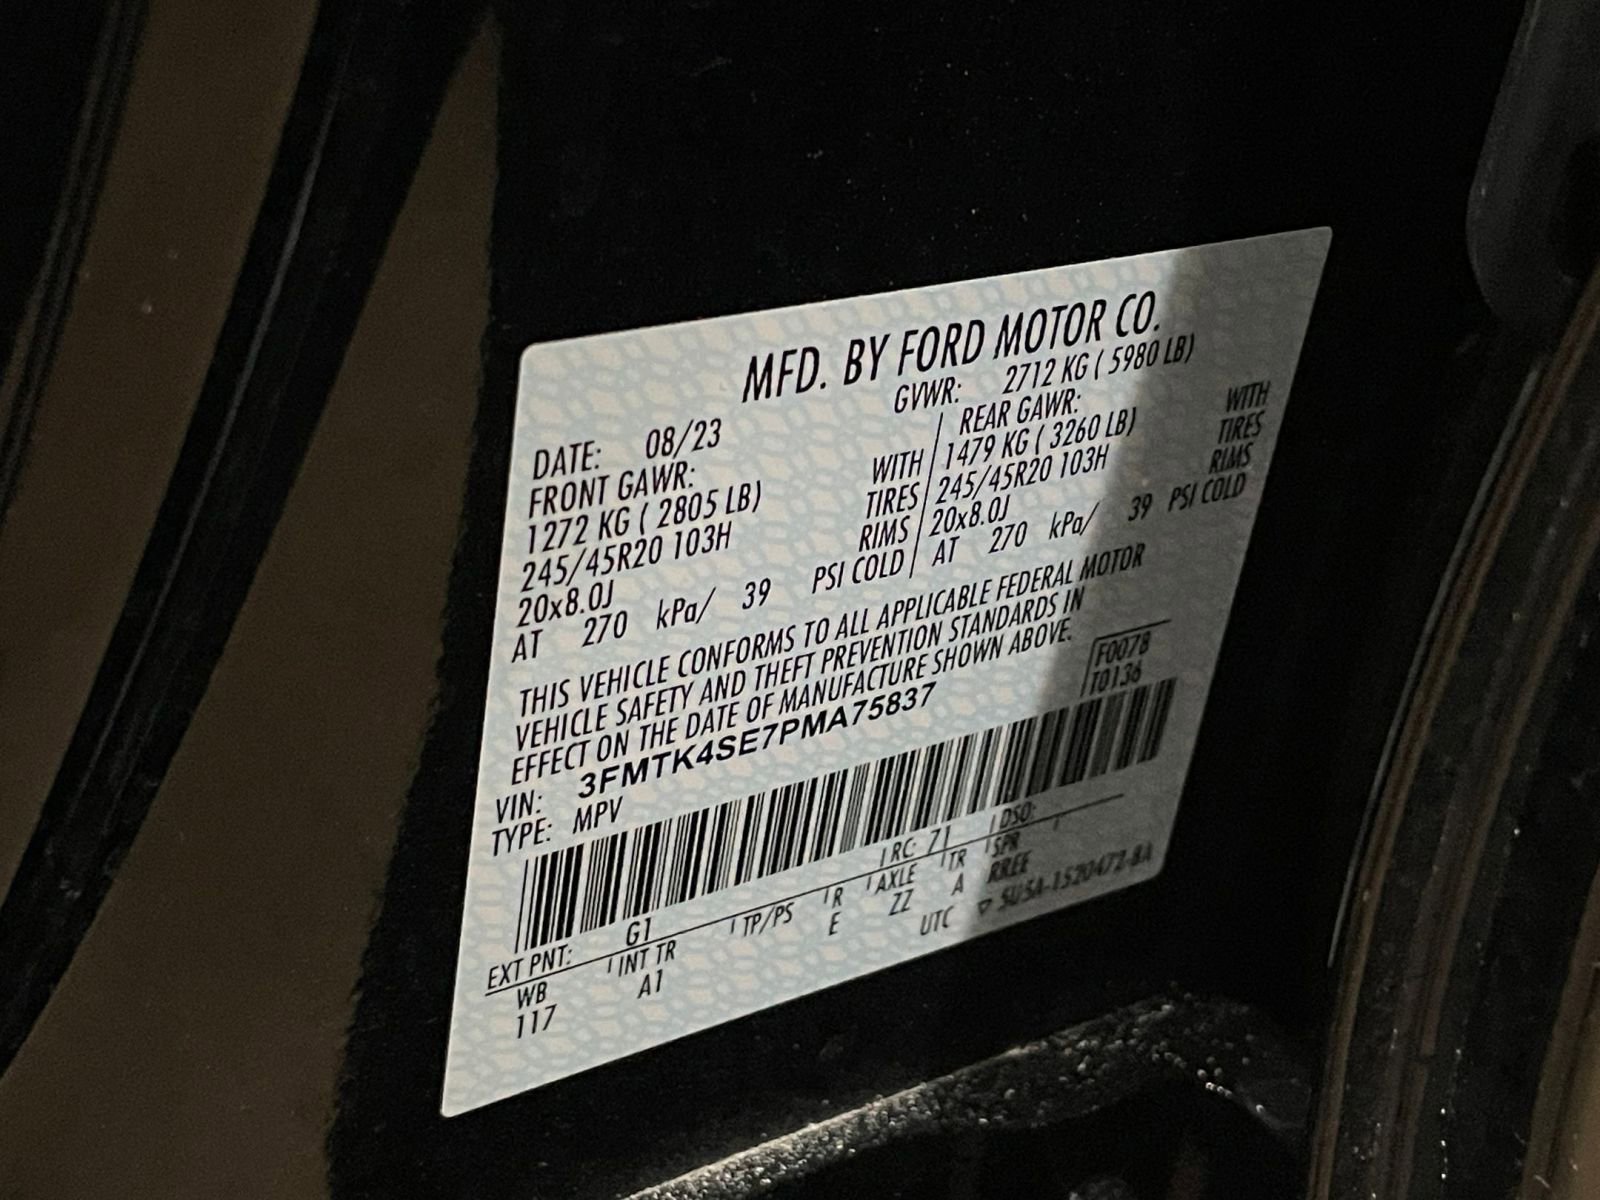 MFD. BY FORD MOTOR CO.
DATE: 08/23 GVWR: 2712 KG ( 5980 LB)
FRONT GAWR: REAR GAWR:
1272 KG ( 2805 LB) WITH 1479 KG ( 3260 LB) WITH
245/45R20 103H TIRES 245/45R20 103H TIRES
20x8.0J RIMS 20x8.0J RIMS
AT 270 kPa/ 39 PSI COLD AT 270 kPa/ 39 PSI COLD
THIS VEHICLE CONFORMS TO ALL APPLICABLE FEDERAL MOTOR
VEHICLE SAFETY AND THEFT PREVENTION STANDARDS IN
EFFECT ON THE DATE OF MANUFACTURE SHOWN ABOVE.
VIN: 3FMTK4SE7PMA75837 F0078
TYPE: MPV T0136
EXT PNT: G1 RC: 71 DSO:
WB INT TR TP/PS R AXLE TR SPR
117 A1 E ZZ A RREE
UTC ▽ 5U5A-1520472-BA